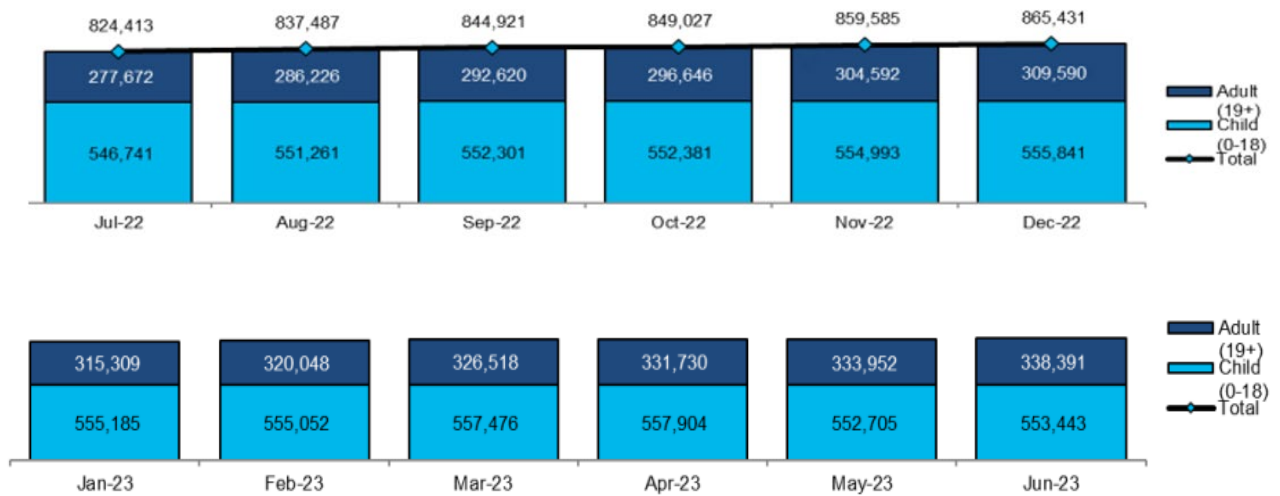 824,413 837,487 844,921 849,027 859,585 865,431
277,672 286,226 292,620 296,646 304,592 309,590
546,741 551,261 552,301 552,381 554,993 555,841
Jul-22 Aug-22 Sep-22 Oct-22 Nov-22 Dec-22
Adult
(19+)
Child
(0-18)
Total
315,309 320,048 326,518 331,730 333,952 338,391
555,185 555,052 557,476 557,904 552,705 553,443
Jan-23 Feb-23 Mar-23 Apr-23 May-23 Jun-23
Adult
(19+)
Child
(0-18)
Total